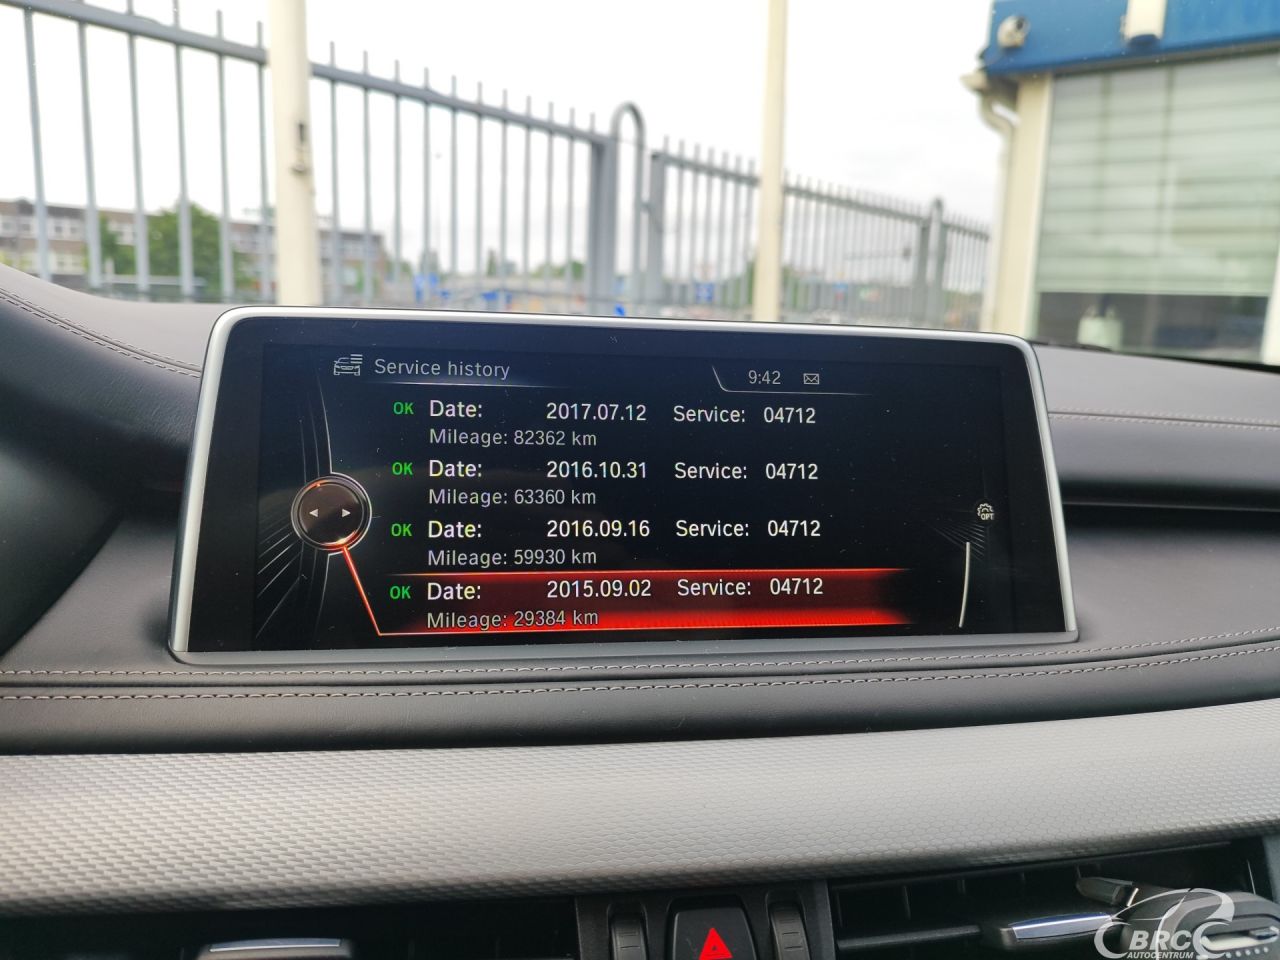 Service history
9:42
OK Date: 2017.07.12 Service: 04712
Mileage: 82362 km
OK Date: 2016.10.31 Service: 04712
Mileage: 63360 km
OK Date: 2016.09.16 Service: 04712
Mileage: 59930 km
OK Date: 2015.09.02 Service: 04712
Mileage: 29384 km
OPT
BRC
AUTOCENTRUM